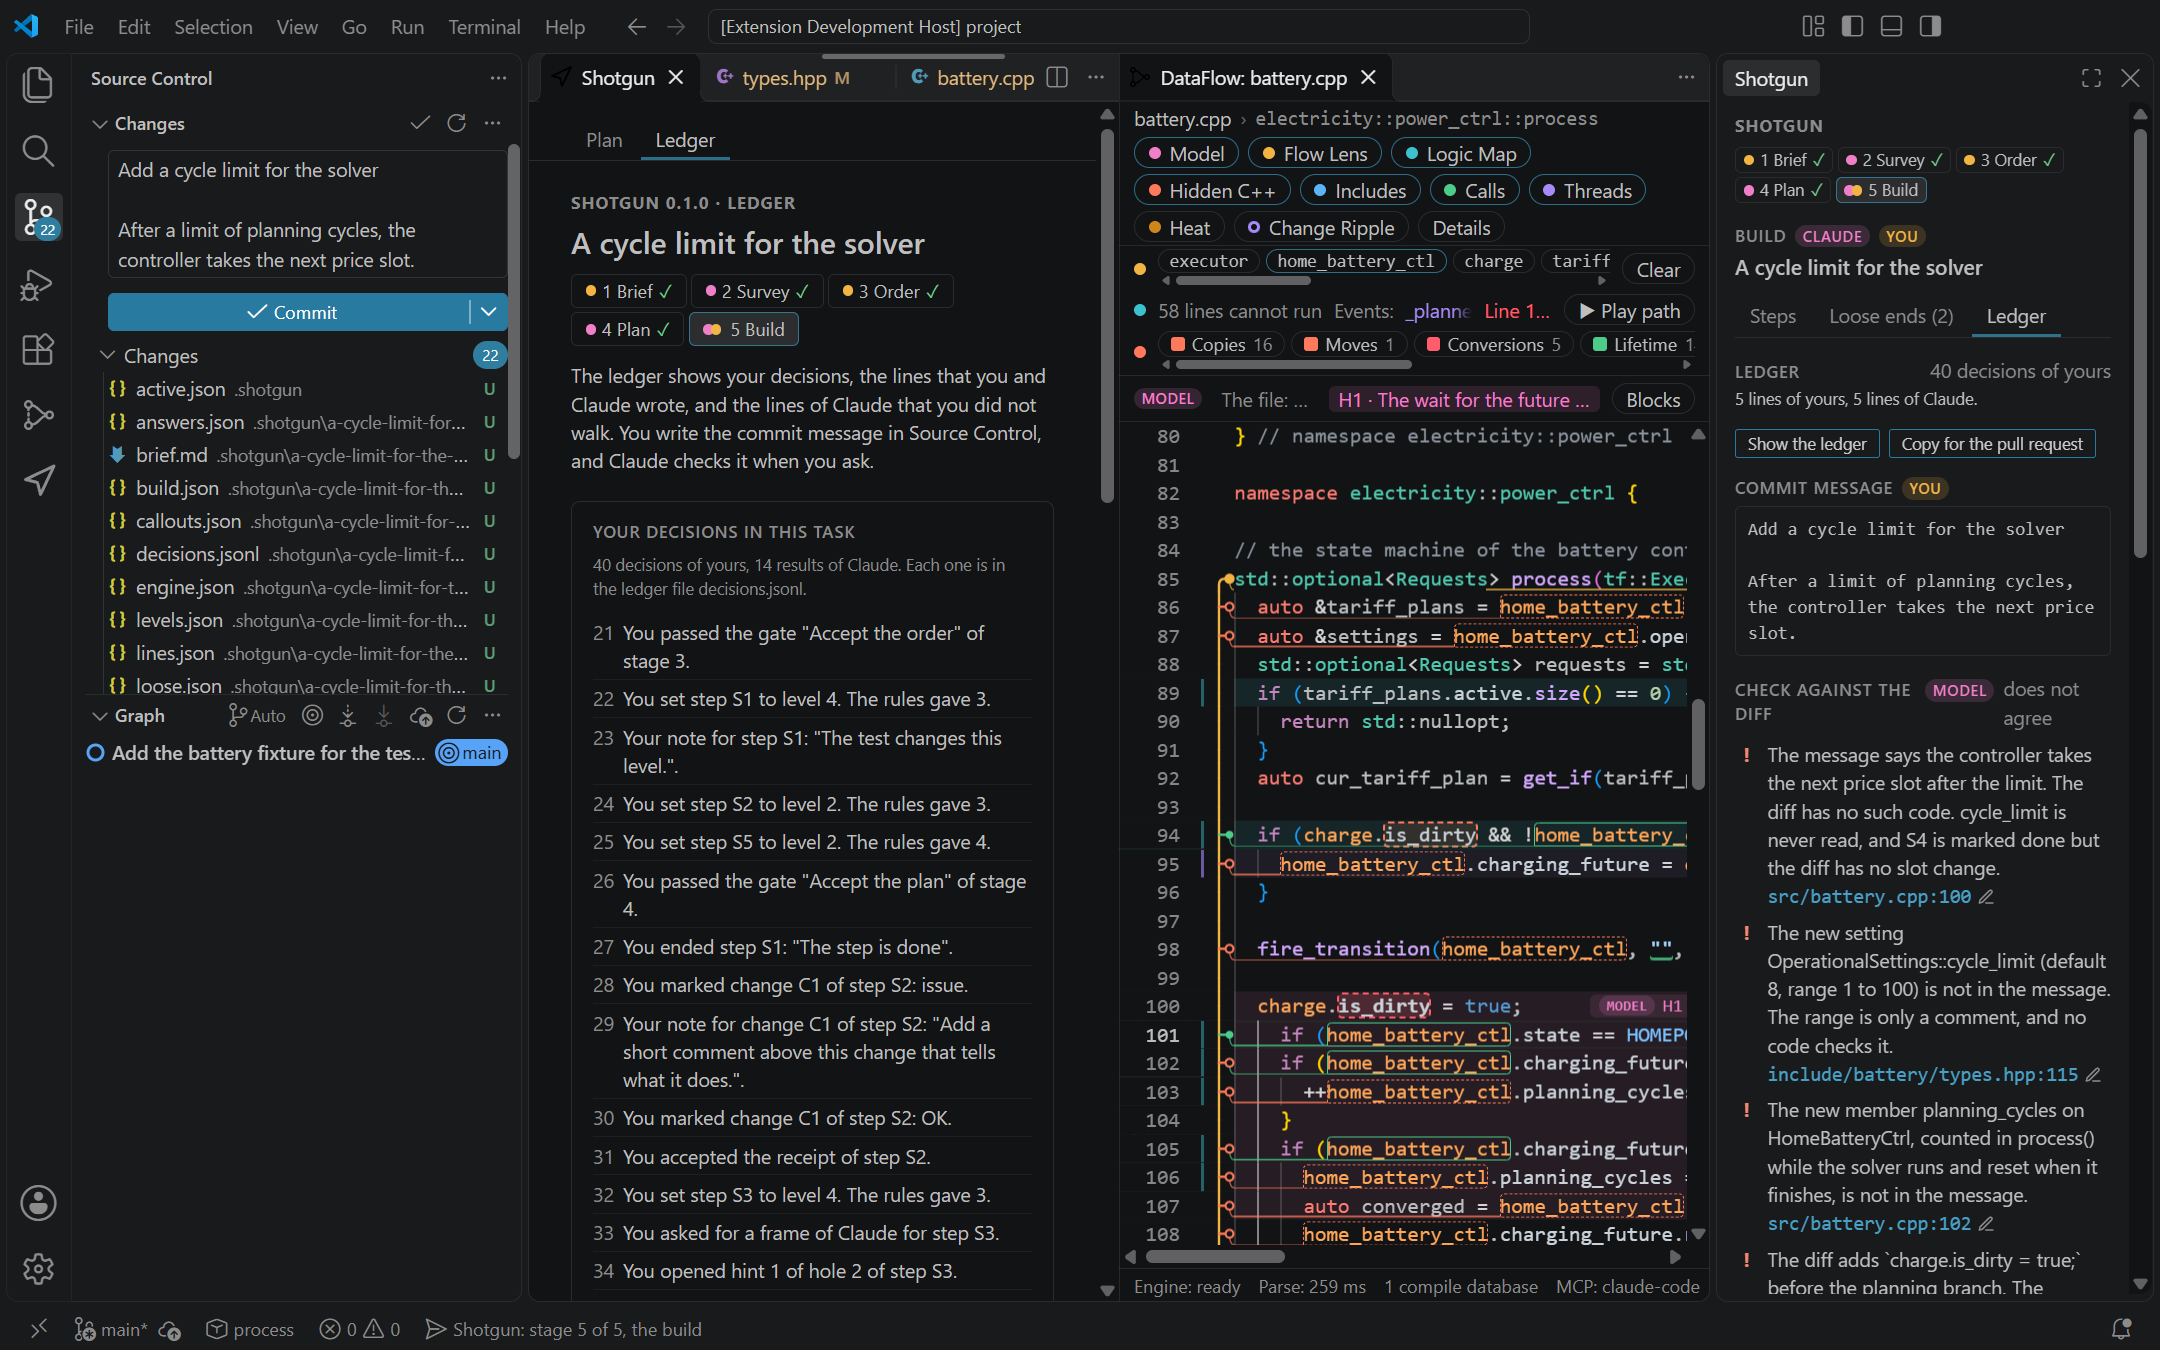 File Edit Selection View Go Run Terminal Help
[Extension Development Host] project
Source Control
Changes
Add a cycle limit for the solver
After a limit of planning cycles, the
controller takes the next price slot.
Commit
Changes 22
active.json .shotgun U
answers.json .shotgun\a-cycle-limit-for... U
brief.md .shotgun\a-cycle-limit-for-the-... U
build.json .shotgun\a-cycle-limit-for-th... U
callouts.json .shotgun\a-cycle-limit-for-... U
decisions.jsonl .shotgun\a-cycle-limit-f... U
engine.json .shotgun\a-cycle-limit-for-t... U
levels.json .shotgun\a-cycle-limit-for-th... U
lines.json .shotgun\a-cycle-limit-for-the... U
loose.json .shotgun\a-cycle-limit-for-th... U
Graph Auto
Add the battery fixture for the tes... main
22
Shotgun types.hpp M battery.cpp
Plan Ledger
SHOTGUN 0.1.0 · LEDGER
A cycle limit for the solver
1 Brief ✓ 2 Survey ✓ 3 Order ✓
4 Plan ✓ 5 Build
The ledger shows your decisions, the lines that you and
Claude wrote, and the lines of Claude that you did not
walk. You write the commit message in Source Control,
and Claude checks it when you ask.
YOUR DECISIONS IN THIS TASK
40 decisions of yours, 14 results of Claude. Each one is in
the ledger file decisions.jsonl.
21 You passed the gate "Accept the order" of
stage 3.
22 You set step S1 to level 4. The rules gave 3.
23 Your note for step S1: "The test changes this
level.".
24 You set step S2 to level 2. The rules gave 3.
25 You set step S5 to level 2. The rules gave 4.
26 You passed the gate "Accept the plan" of stage
4.
27 You ended step S1: "The step is done".
28 You marked change C1 of step S2: issue.
29 Your note for change C1 of step S2: "Add a
short comment above this change that tells
what it does.".
30 You marked change C1 of step S2: OK.
31 You accepted the receipt of step S2.
32 You set step S3 to level 4. The rules gave 3.
33 You asked for a frame of Claude for step S3.
34 You opened hint 1 of hole 2 of step S3.
DataFlow: battery.cpp
battery.cpp › electricity::power_ctrl::process
Model Flow Lens Logic Map
Hidden C++ Includes Calls Threads
Heat Change Ripple Details
executor home_battery_ctl charge tariff Clear
58 lines cannot run Events: _planne Line 1... Play path
Copies 16 Moves 1 Conversions 5 Lifetime
MODEL The file: ... H1 · The wait for the future ... Blocks
80 } // namespace electricity::power_ctrl
81
82 namespace electricity::power_ctrl {
83
84 // the state machine of the battery con
85 std::optional<Requests> process(tf::Exe
86 auto &tariff_plans = home_battery_ctl
87 auto &settings = home_battery_ctl.ope
88 std::optional<Requests> requests = st
89 if (tariff_plans.active.size() == 0)
90 return std::nullopt;
91 }
92 auto cur_tariff_plan = get_if(tariff_
93
94 if (charge.is_dirty && !home_battery_
95 home_battery_ctl.charging_future =
96 }
97
98 fire_transition(home_battery_ctl, "",
99
100 charge.is_dirty = true; MODEL H1
101 if (home_battery_ctl.state == HOMEP
102 if (home_battery_ctl.charging_futur
103 ++home_battery_ctl.planning_cycle
104 }
105 if (home_battery_ctl.charging_futur
106 home_battery_ctl.planning_cycles =
107 auto converged = home_battery_ctl
108 home_battery_ctl.charging_future.
Engine: ready Parse: 259 ms 1 compile database MCP: claude-code
Shotgun
SHOTGUN
1 Brief ✓ 2 Survey ✓ 3 Order ✓
4 Plan ✓ 5 Build
BUILD CLAUDE YOU
A cycle limit for the solver
Steps Loose ends (2) Ledger
LEDGER 40 decisions of yours
5 lines of yours, 5 lines of Claude.
Show the ledger Copy for the pull request
COMMIT MESSAGE YOU
Add a cycle limit for the solver
After a limit of planning cycles,
the controller takes the next price
slot.
CHECK AGAINST THE DIFF MODEL does not agree
! The message says the controller takes
the next price slot after the limit. The
diff has no such code. cycle_limit is
never read, and S4 is marked done but
the diff has no slot change.
src/battery.cpp:100
! The new setting
OperationalSettings::cycle_limit (default
8, range 1 to 100) is not in the message.
The range is only a comment, and no
code checks it.
include/battery/types.hpp:115
! The new member planning_cycles on
HomeBatteryCtrl, counted in process()
while the solver runs and reset when it
finishes, is not in the message.
src/battery.cpp:102
! The diff adds `charge.is_dirty = true;`
before the planning branch. The
main* process 0 0 Shotgun: stage 5 of 5, the build